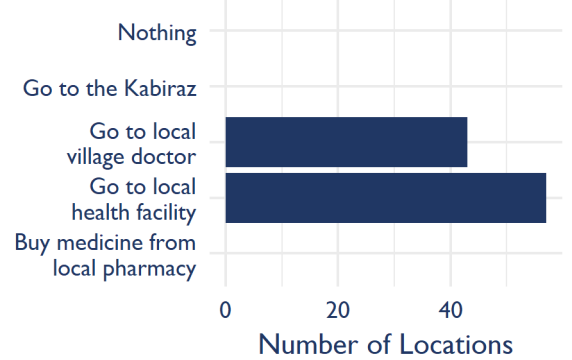 Nothing
Go to the Kabiraz
Go to local
village doctor
Go to local
health facility
Buy medicine from
local pharmacy
0 20 40
Number of Locations